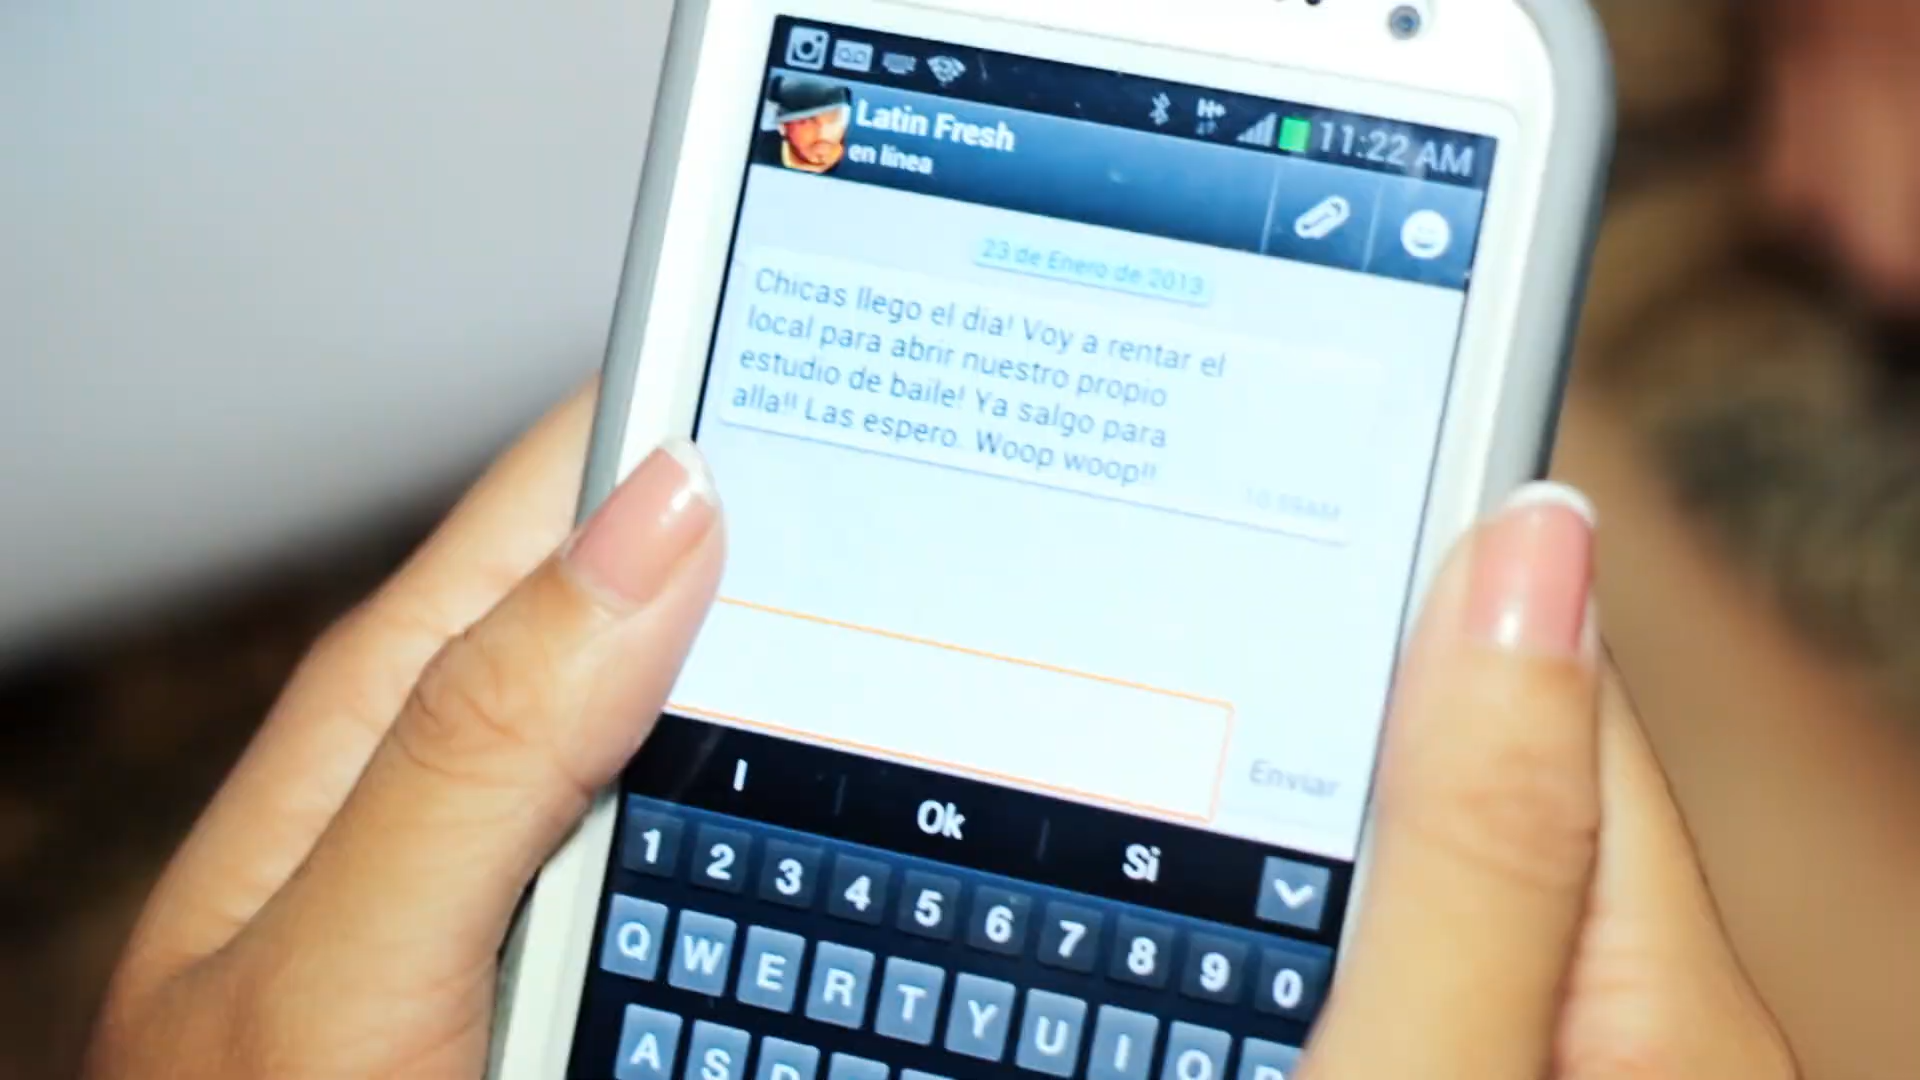 11:22 AM
Latin Fresh
en línea
23 de Enero de 2013
Chicas llego el dia! Voy a rentar el
local para abrir nuestro propio
estudio de baile! Ya salgo para
alla!! Las espero. Woop woop!!
Enviar
I Ok Si
1 2 3 4 5 6 7 8 9 0
Q W E R T Y U I O P
A S D